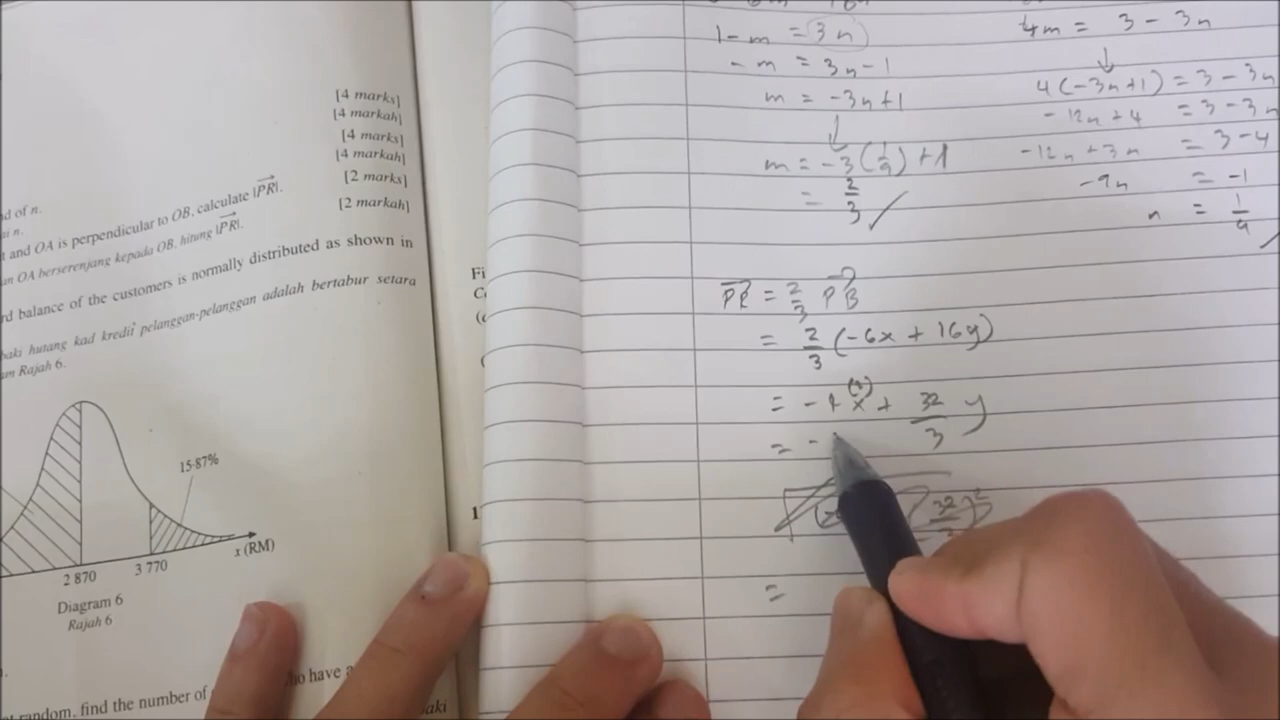 [4 marks]
[4 markah]
[4 marks]
[4 markah]
[2 marks]
[2 markah]
d of n.
ai n.
t and OA is perpendicular to OB, calculate |PR|.
an OA berserenjang kepada OB, hitung |PR|.
rd balance of the customers is normally distributed as shown in
baki hutang kad kredit pelanggan-pelanggan adalah bertabur setara
am Rajah 6.
15·87%
x (RM)
2 870
3 770
Diagram 6
Rajah 6
random, find the number of
ho have a
aki
Fi
C
(
1
1 - m = 3n
- m = 3n - 1
m = -3n + 1
m = -3(1/9) + 1
= 2/3
4m = 3 - 3n
4(-3n + 1) = 3 - 3n
-12n + 4 = 3 - 3n
-12n + 3n = 3 - 4
-9n = -1
n = 1/9
PR = 2/3 PB
= 2/3 (-6x + 16y)
= -4x + 32/3 y
= -
=